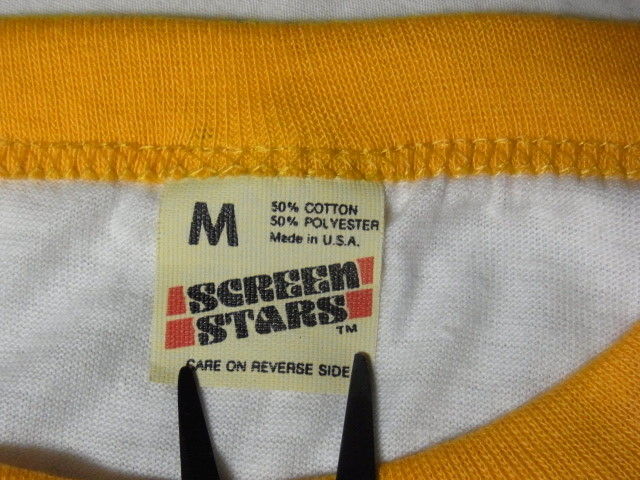 M
50% COTTON
50% POLYESTER
Made in U.S.A.
SCREEN
STARS
TM
CARE ON REVERSE SIDE